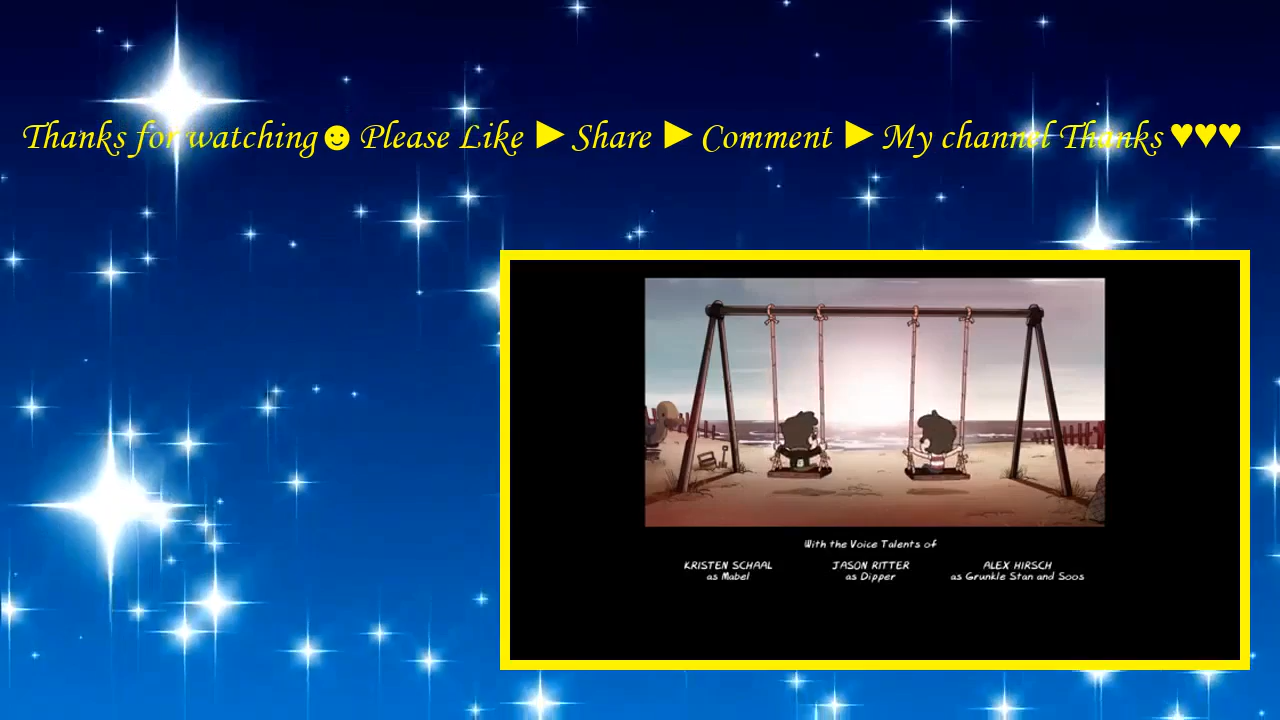 Thanks for watching☻Please Like ► Share ► Comment ► My channel Thanks ♥♥♥
With the Voice Talents of
KRISTEN SCHAAL JASON RITTER ALEX HIRSCH
as Mabel as Dipper as Grunkle Stan and Soos